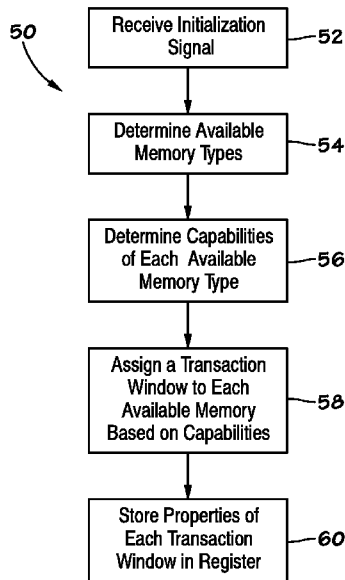 50
Receive Initialization
Signal
52
Determine Available
Memory Types
54
Determine Capabilities
of Each Available
Memory Type
56
Assign a Transaction
Window to Each
Available Memory
Based on Capabilities
58
Store Properties of
Each Transaction
Window in Register
60